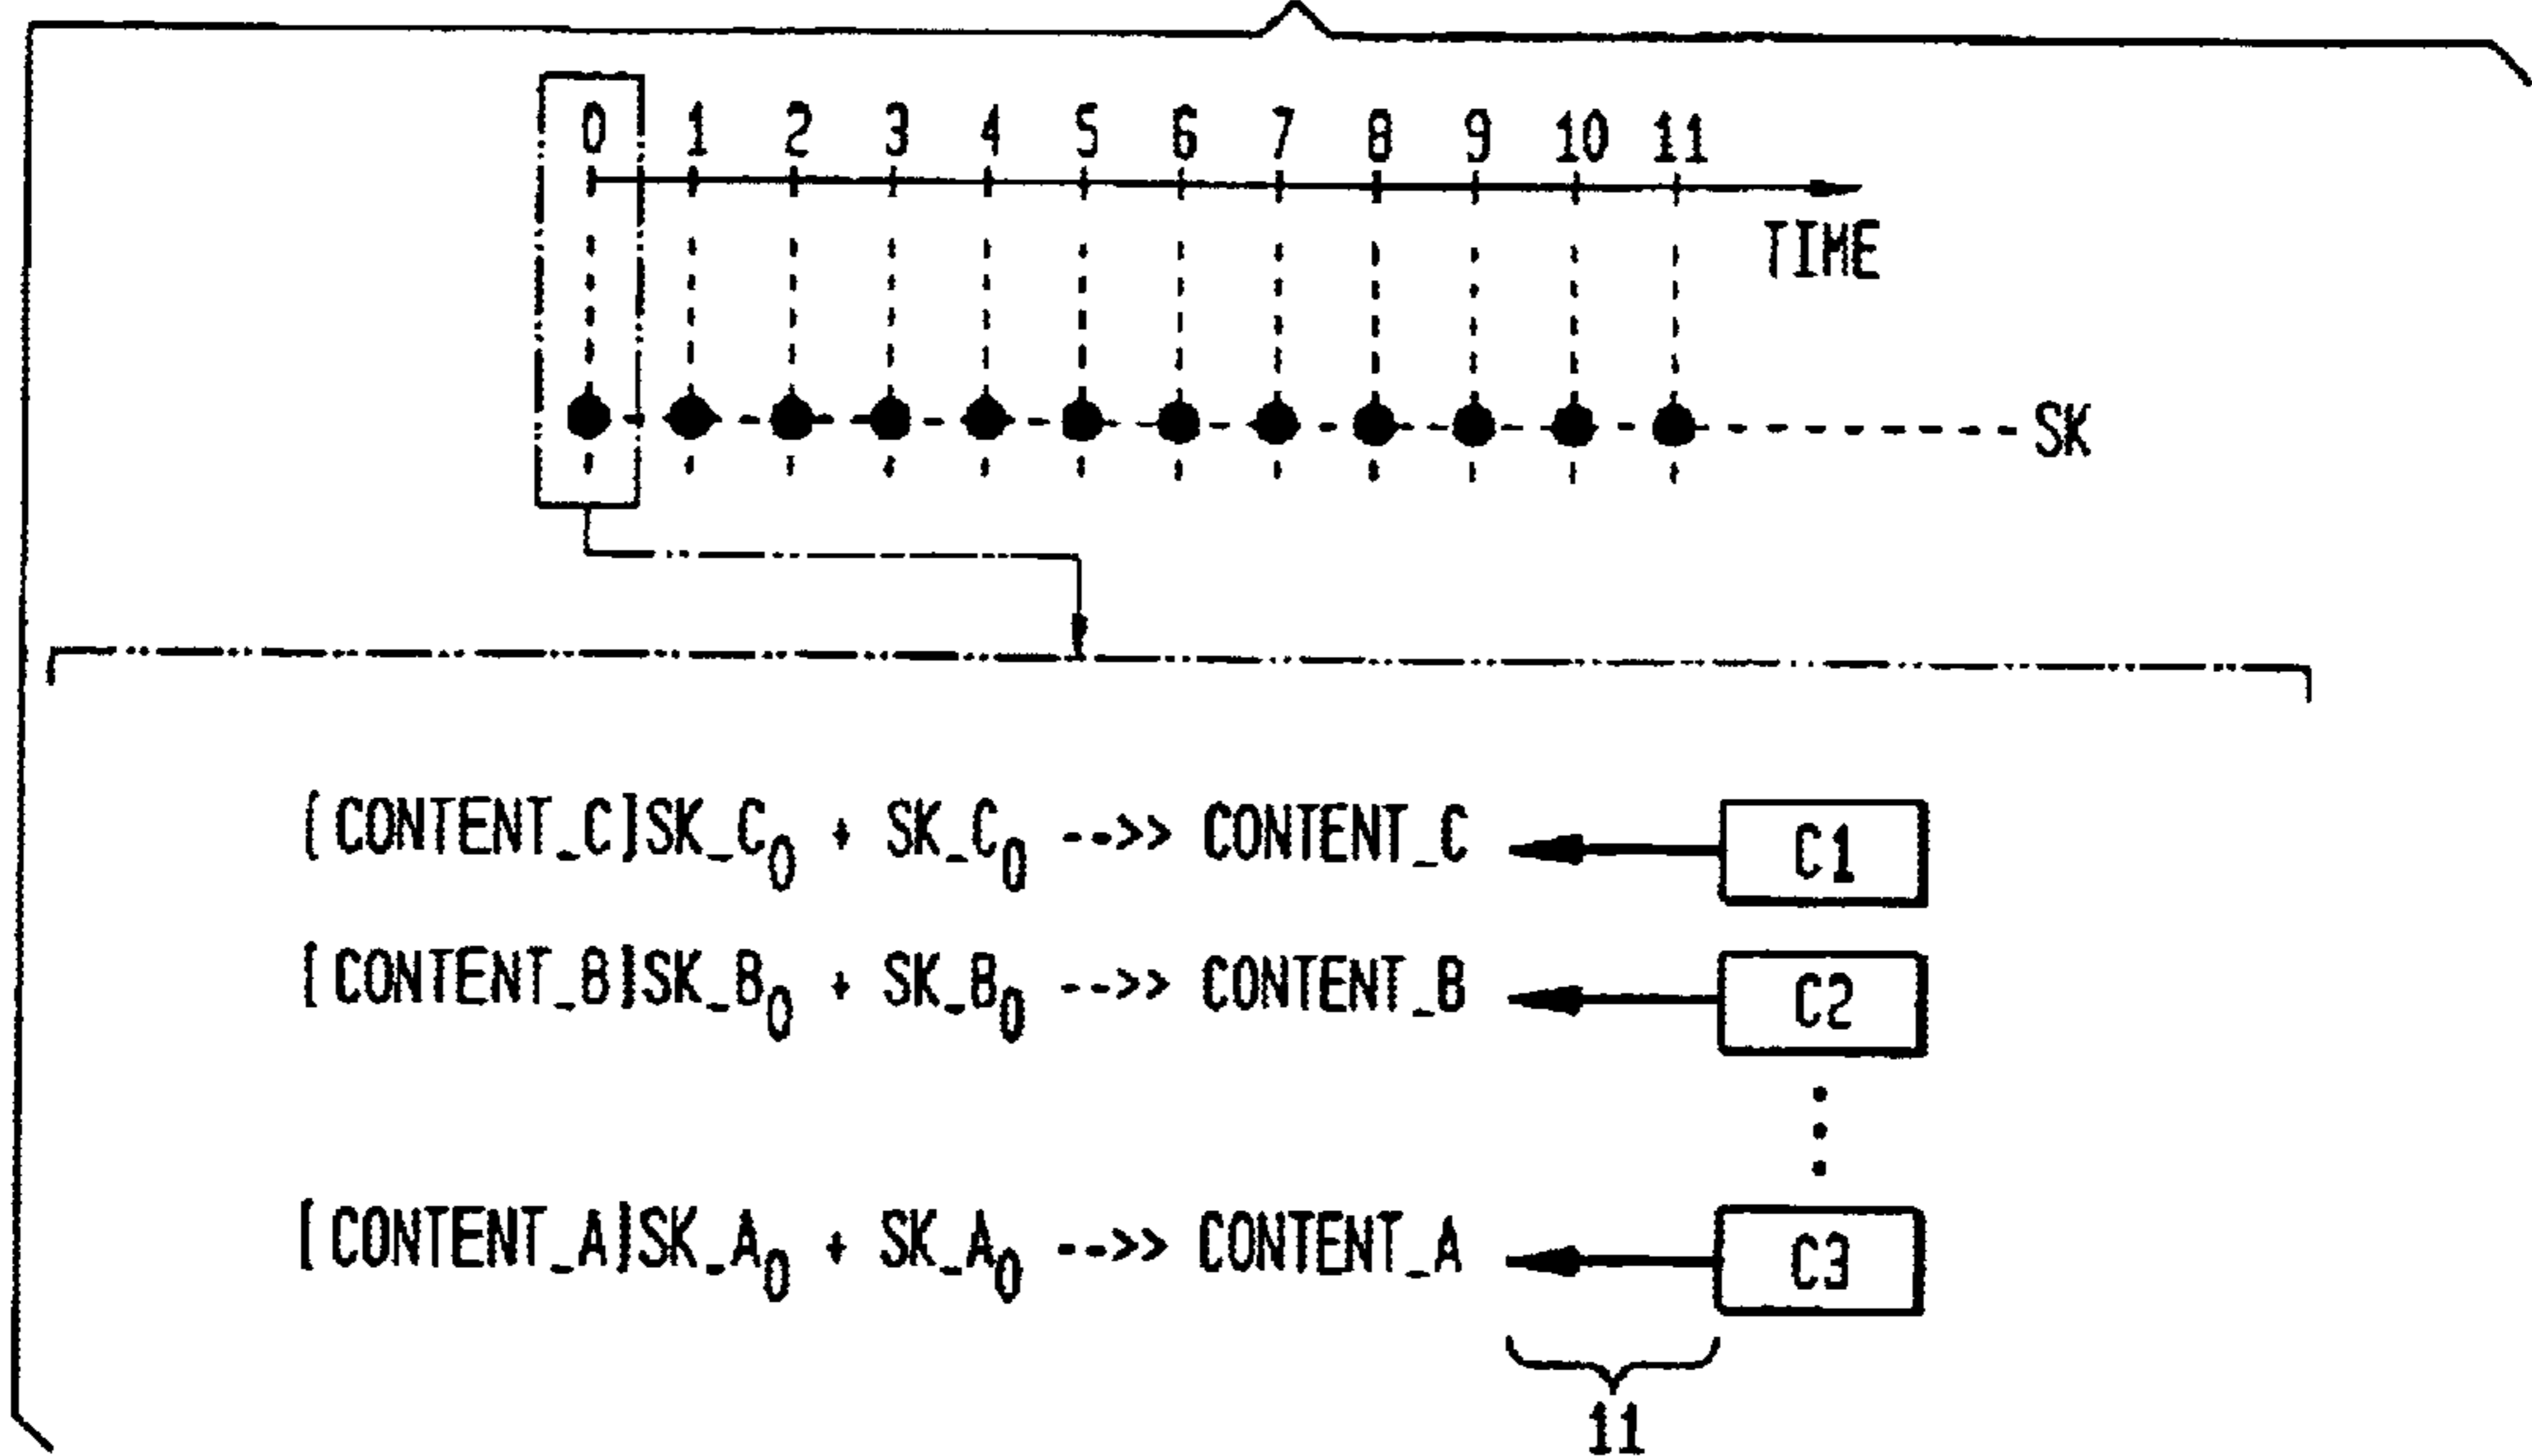 0 1 2 3 4 5 6 7 8 9 10 11
TIME
SK
[CONTENT_C]SK_C0 + SK_C0 -->> CONTENT_C C1
[CONTENT_B]SK_B0 + SK_B0 -->> CONTENT_B C2
[CONTENT_A]SK_A0 + SK_A0 -->> CONTENT_A C3
11